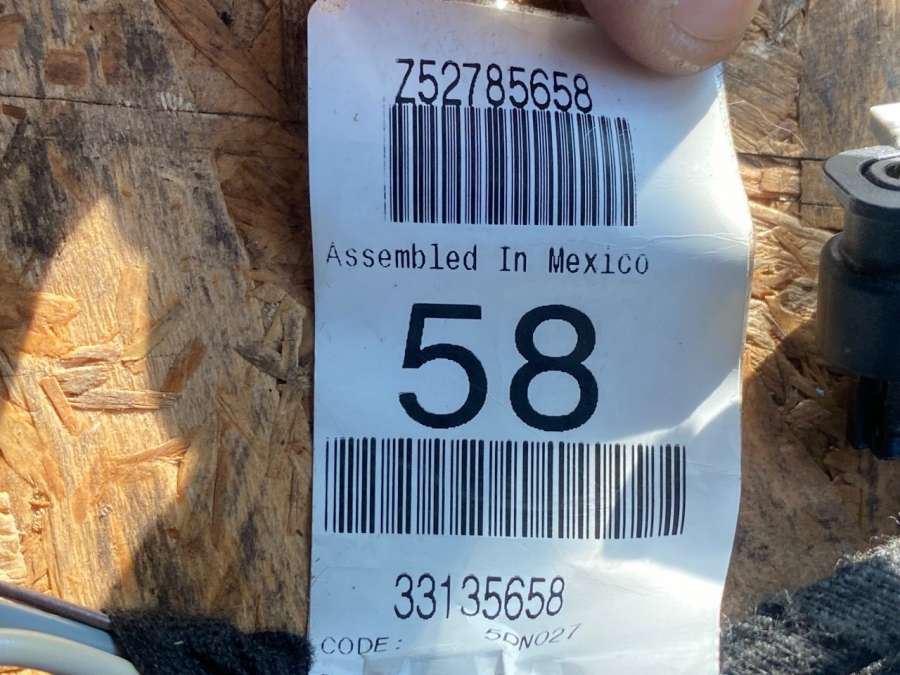 Z52785658
Assembled In Mexico
58
33135658
CODE: 5DN027